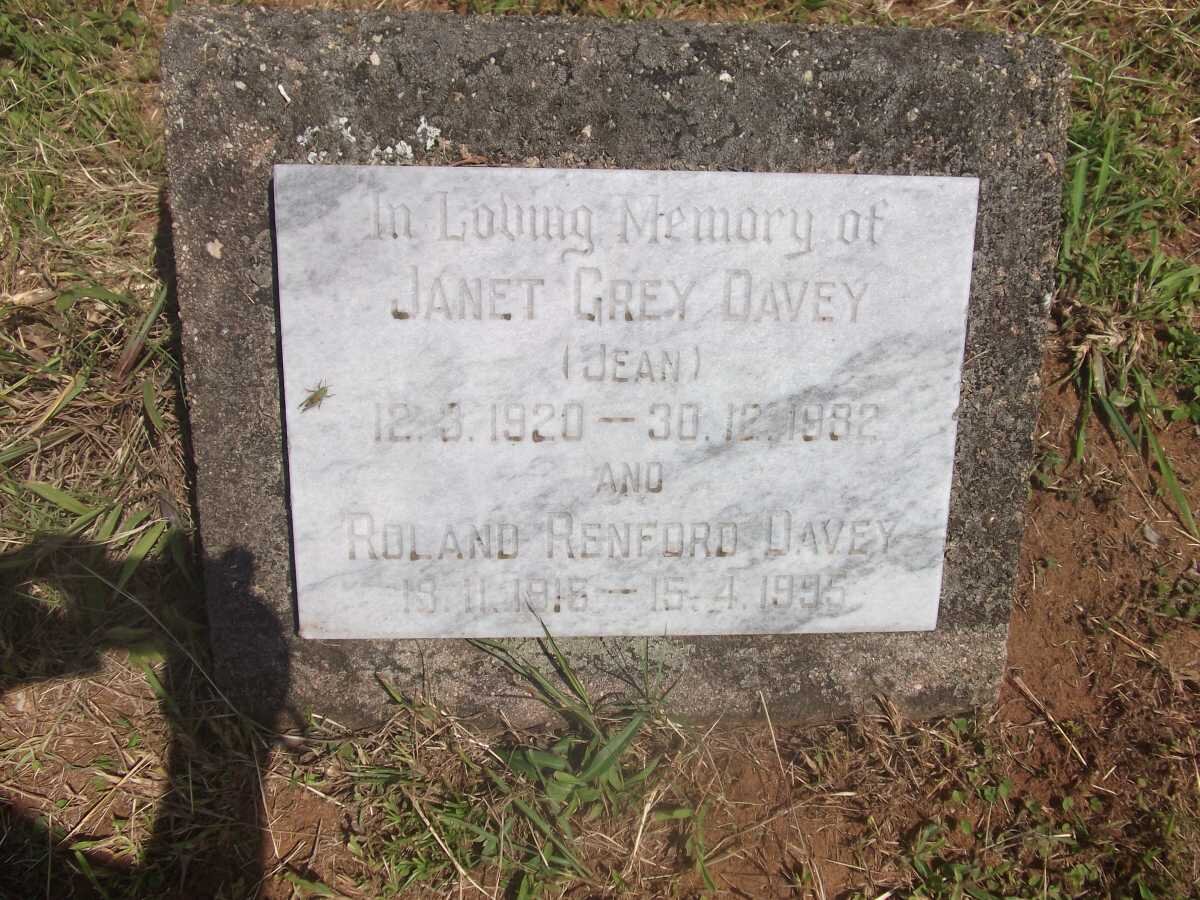 In Loving Memory of
JANET GREY DAVEY
(JEAN)
12. 3. 1920 — 30. 12. 1982
AND
ROLAND RENFORD DAVEY
13. 11. 1916 — 15. 4. 1995